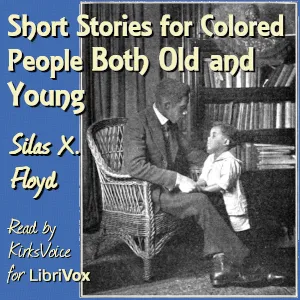 Short Stories for Colored
People Both Old and
Young
Silas X.
Floyd
Read by
KirksVoice
for LibriVox